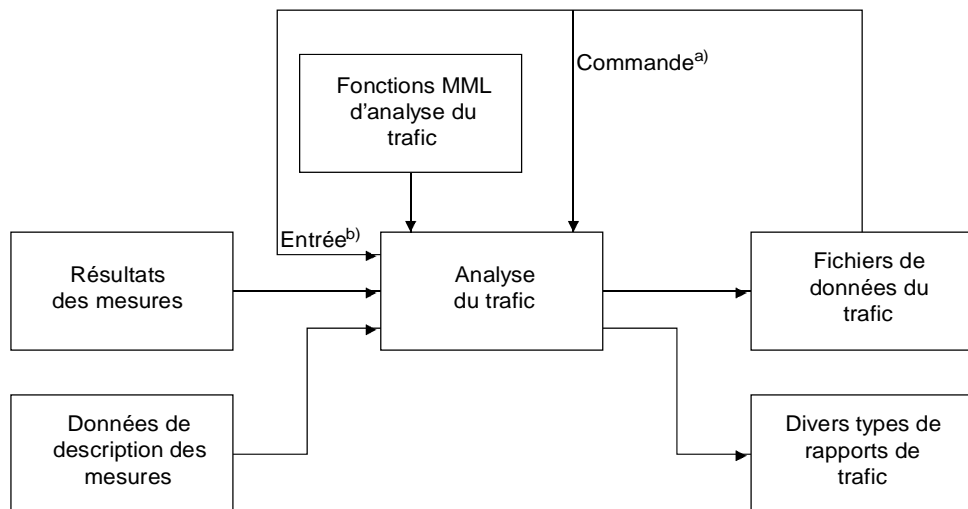 Commande a)
Fonctions MML
d'analyse du
trafic
Entrée b)
Résultats
des mesures
Analyse
du trafic
Fichiers de
données du
trafic
Données de
description des
mesures
Divers types de
rapports de
trafic